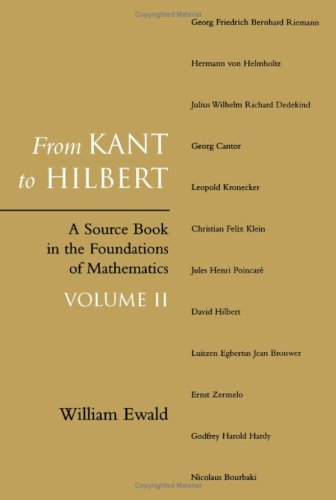 From KANT
to HILBERT
A Source Book
in the Foundations
of Mathematics
VOLUME II
William Ewald
Georg Friedrich Bernhard Riemann
Hermann von Helmholtz
Julius Wilhelm Richard Dedekind
Georg Cantor
Leopold Kronecker
Christian Felix Klein
Jules Henri Poincaré
David Hilbert
Luitzen Egbertus Jean Brouwer
Ernst Zermelo
Godfrey Harold Hardy
Nicolaus Bourbaki